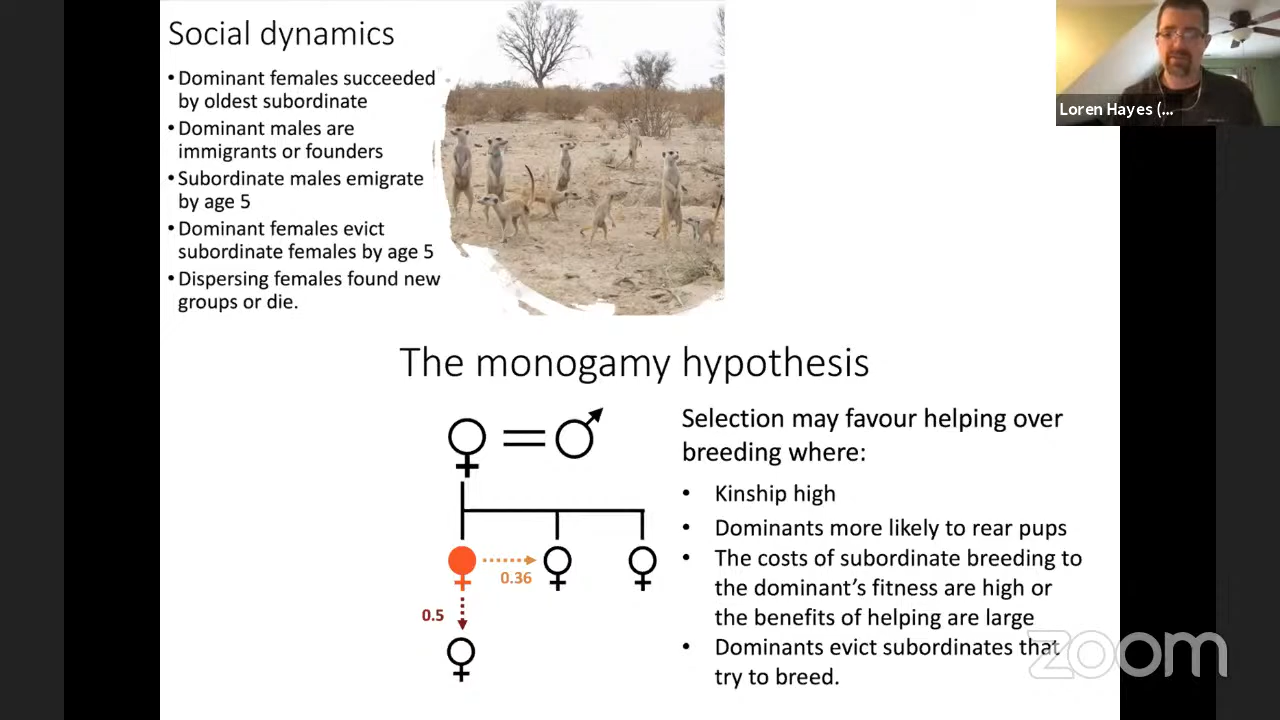 Social dynamics
• Dominant females succeeded
by oldest subordinate
• Dominant males are
immigrants or founders
• Subordinate males emigrate
by age 5
• Dominant females evict
subordinate females by age 5
• Dispersing females found new
groups or die.
Loren Hayes (...
The monogamy hypothesis
Selection may favour helping over
breeding where:
• Kinship high
• Dominants more likely to rear pups
• The costs of subordinate breeding to
the dominant's fitness are high or
the benefits of helping are large
• Dominants evict subordinates that
try to breed.
0.36
0.5
zoom